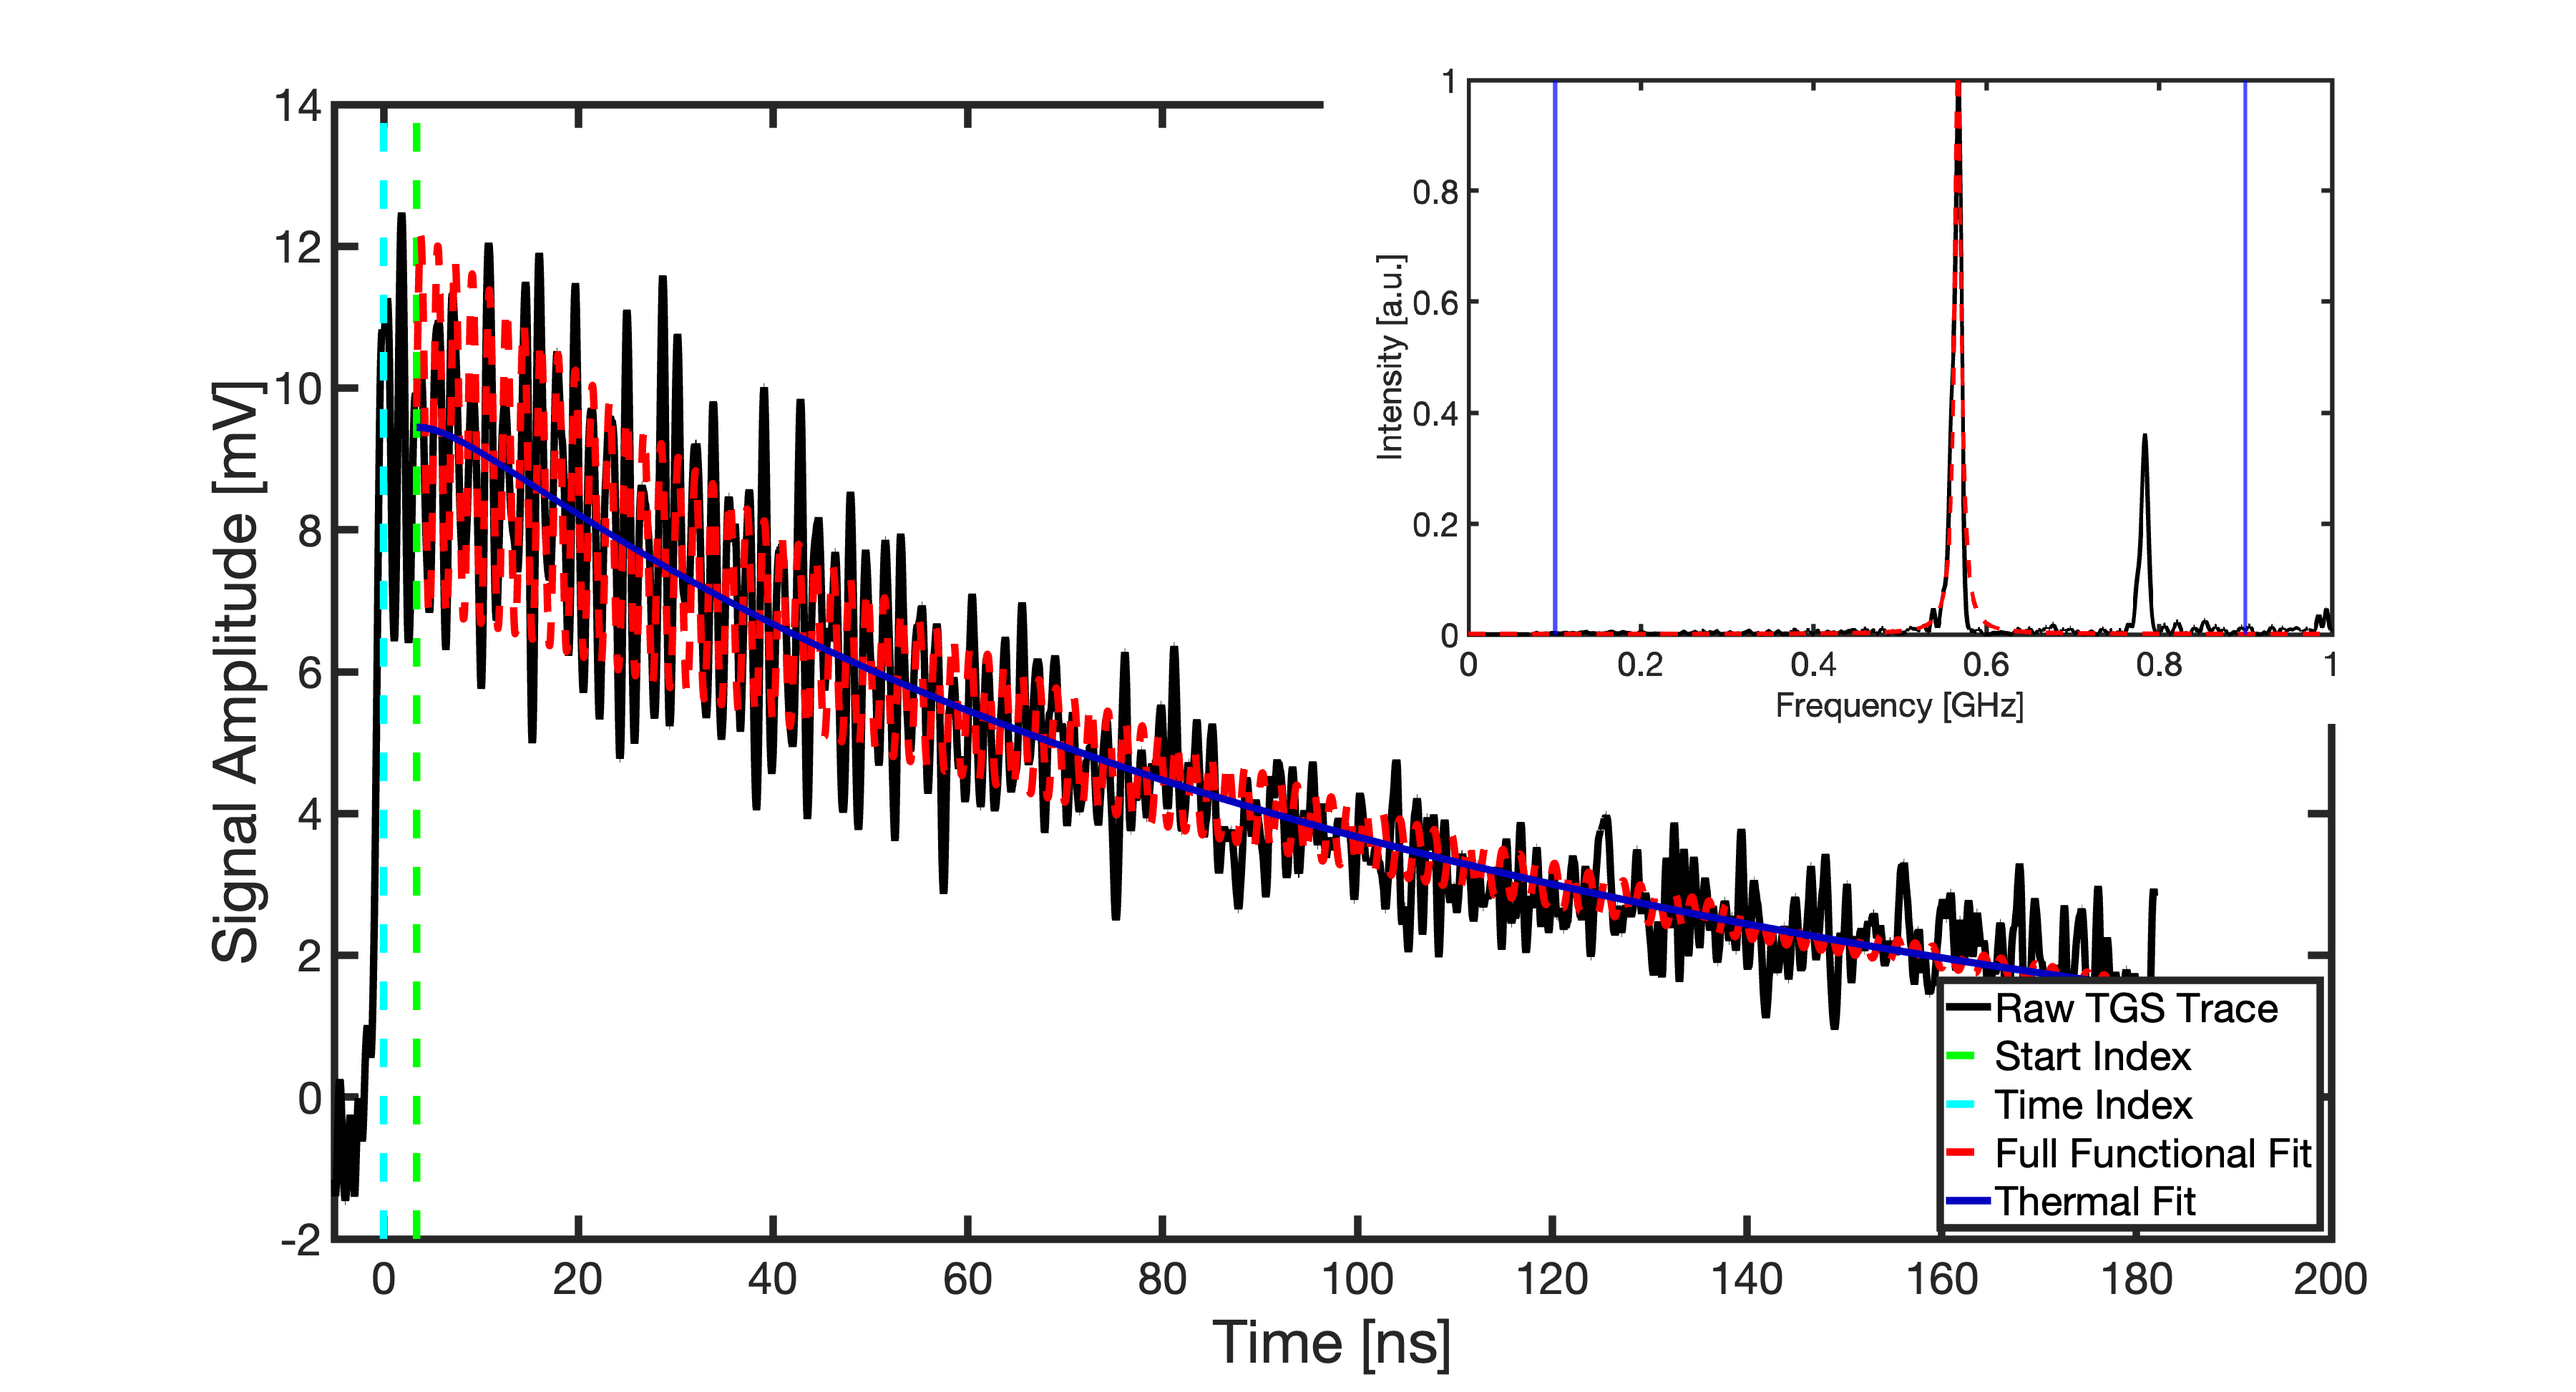 14
12
10
8
6
4
2
0
-2
Signal Amplitude [mV]
0 20 40 60 80 100 120 140 160 180 200
Time [ns]
1
0.8
0.6
0.4
0.2
0
Intensity [a.u.]
0 0.2 0.4 0.6 0.8 1
Frequency [GHz]
Raw TGS Trace
Start Index
Time Index
Full Functional Fit
Thermal Fit